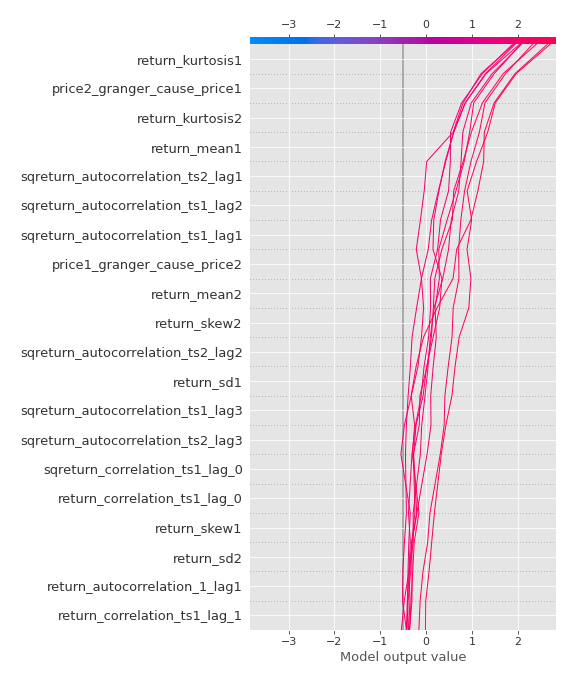 −3 −2 −1 0 1 2
return_kurtosis1
price2_granger_cause_price1
return_kurtosis2
return_mean1
sqreturn_autocorrelation_ts2_lag1
sqreturn_autocorrelation_ts1_lag2
sqreturn_autocorrelation_ts1_lag1
price1_granger_cause_price2
return_mean2
return_skew2
sqreturn_autocorrelation_ts2_lag2
return_sd1
sqreturn_autocorrelation_ts1_lag3
sqreturn_autocorrelation_ts2_lag3
sqreturn_correlation_ts1_lag_0
return_correlation_ts1_lag_0
return_skew1
return_sd2
return_autocorrelation_1_lag1
return_correlation_ts1_lag_1
−3 −2 −1 0 1 2
Model output value